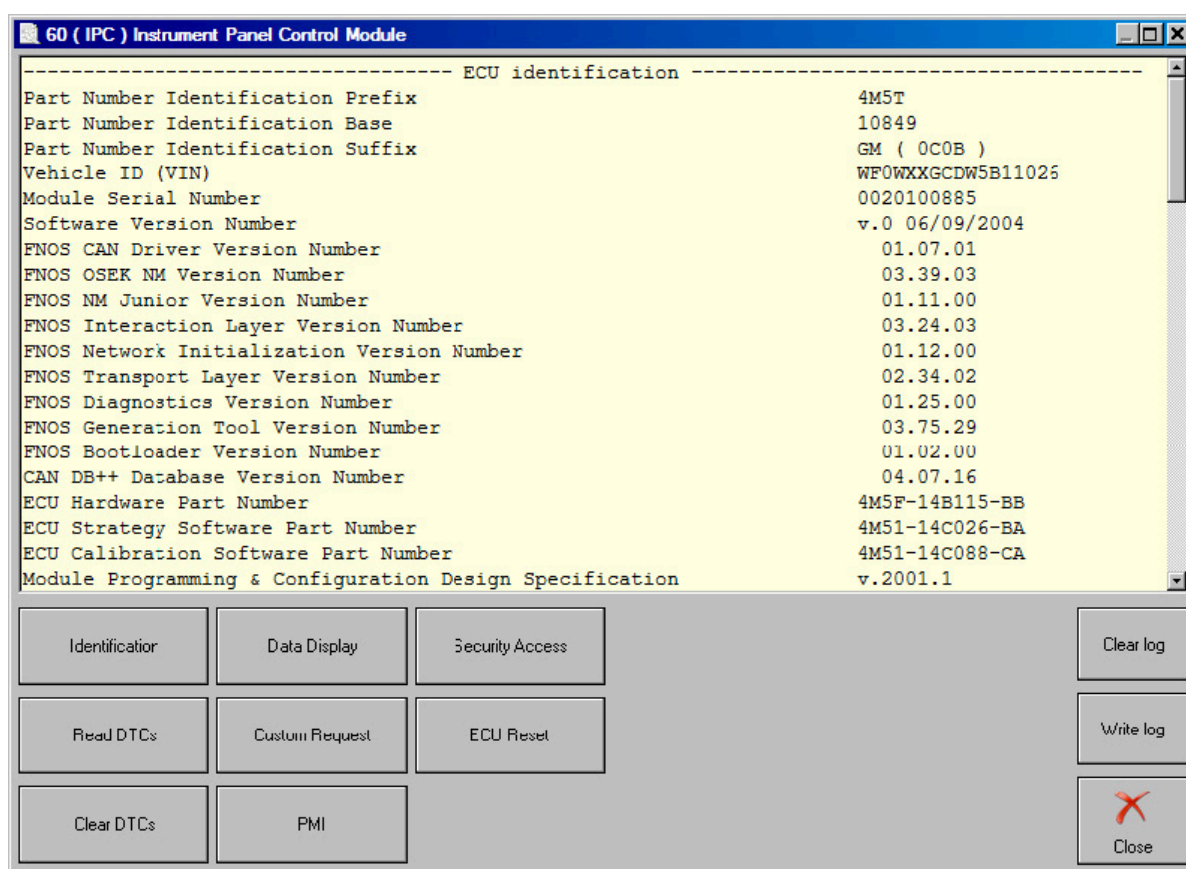 60 ( IPC ) Instrument Panel Control Module
------------------------------------ ECU identification --------------------------------------
Part Number Identification Prefix 4M5T
Part Number Identification Base 10849
Part Number Identification Suffix GM ( 0C0B )
Vehicle ID (VIN) WF0WXXGCDW5B11026
Module Serial Number 0020100885
Software Version Number v.0 06/09/2004
FNOS CAN Driver Version Number 01.07.01
FNOS OSEK NM Version Number 03.39.03
FNOS NM Junior Version Number 01.11.00
FNOS Interaction Layer Version Number 03.24.03
FNOS Network Initialization Version Number 01.12.00
FNOS Transport Layer Version Number 02.34.02
FNOS Diagnostics Version Number 01.25.00
FNOS Generation Tool Version Number 03.75.29
FNOS Bootloader Version Number 01.02.00
CAN DB++ Database Version Number 04.07.16
ECU Hardware Part Number 4M5F-14B115-BB
ECU Strategy Software Part Number 4M51-14C026-BA
ECU Calibration Software Part Number 4M51-14C088-CA
Module Programming & Configuration Design Specification v.2001.1
Identification Data Display Security Access Clear log
Read DTCs Custom Request ECU Reset Write log
Clear DTCs PMI Close